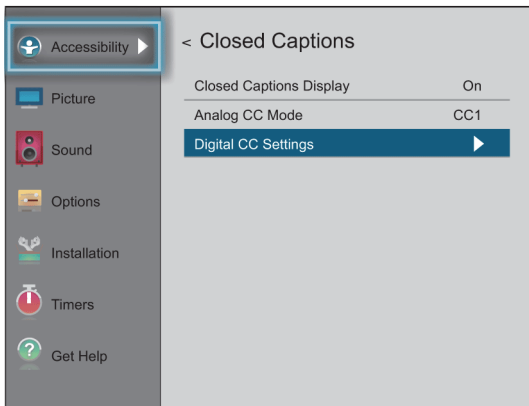 Accessibility
Picture
Sound
Options
Installation
Timers
? Get Help
< Closed Captions
Closed Captions Display On
Analog CC Mode CC1
Digital CC Settings